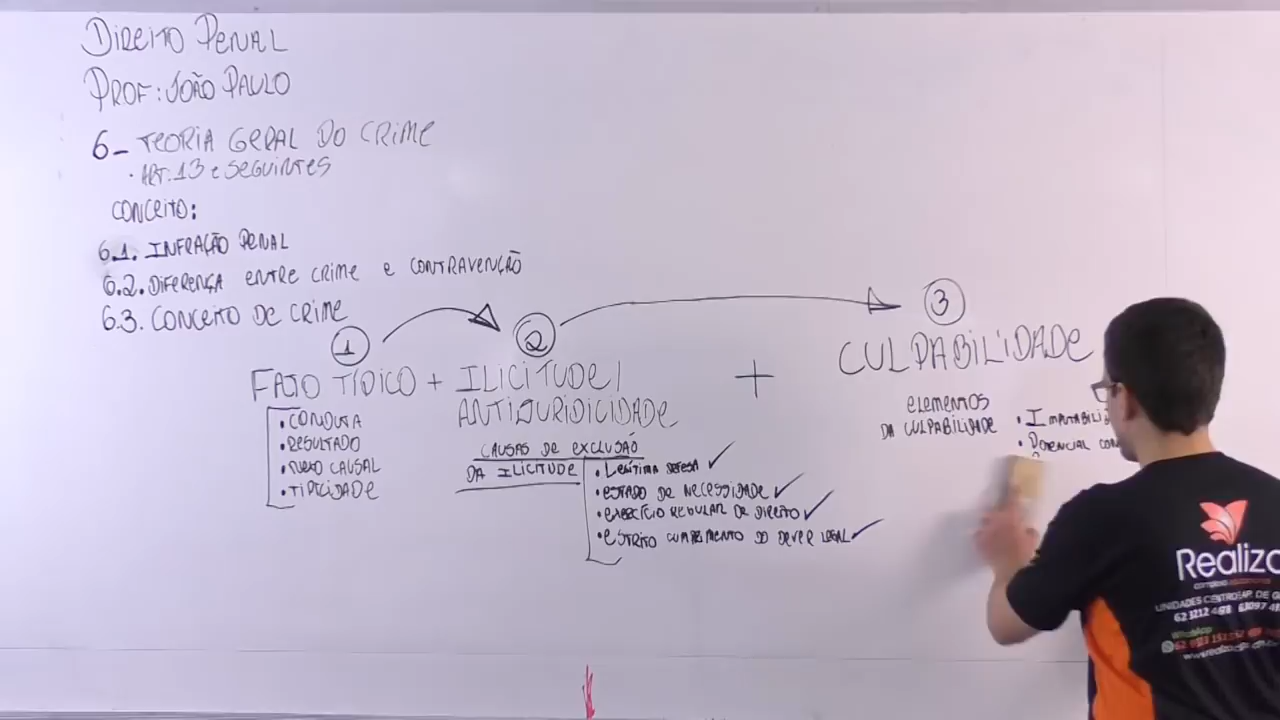 DIREITO PENAL
PROF: JOÃO PAULO
6_ TEORIA GERAL DO CRIME
• ART. 13 e SEGUINTES
CONCEITO:
6.1. INFRAÇÃO PENAL
6.2. DIFERENÇA ENTRE CRIME e CONTRAVENÇÃO
6.3. CONCEITO DE CRIME
1 2 3
FATO TÍPICO + ILICITUDE/ + CULPABILIDADE
ANTIJURIDICIDADE
• CONDUTA
• RESULTADO
• NEXO CAUSAL
• TIPICIDADE
CAUSAS DE EXCLUSÃO
DA ILICITUDE
• LEGÍTIMA DEFESA ✓
• ESTADO DE NECESSIDADE ✓
• EXERCÍCIO REGULAR DE DIREITO ✓
• ESTRITO CUMPRIMENTO DO DEVER LEGAL ✓
ELEMENTOS
DA CULPABILIDADE
• IMPUTABILI
• POTENCIAL CON
Realiza